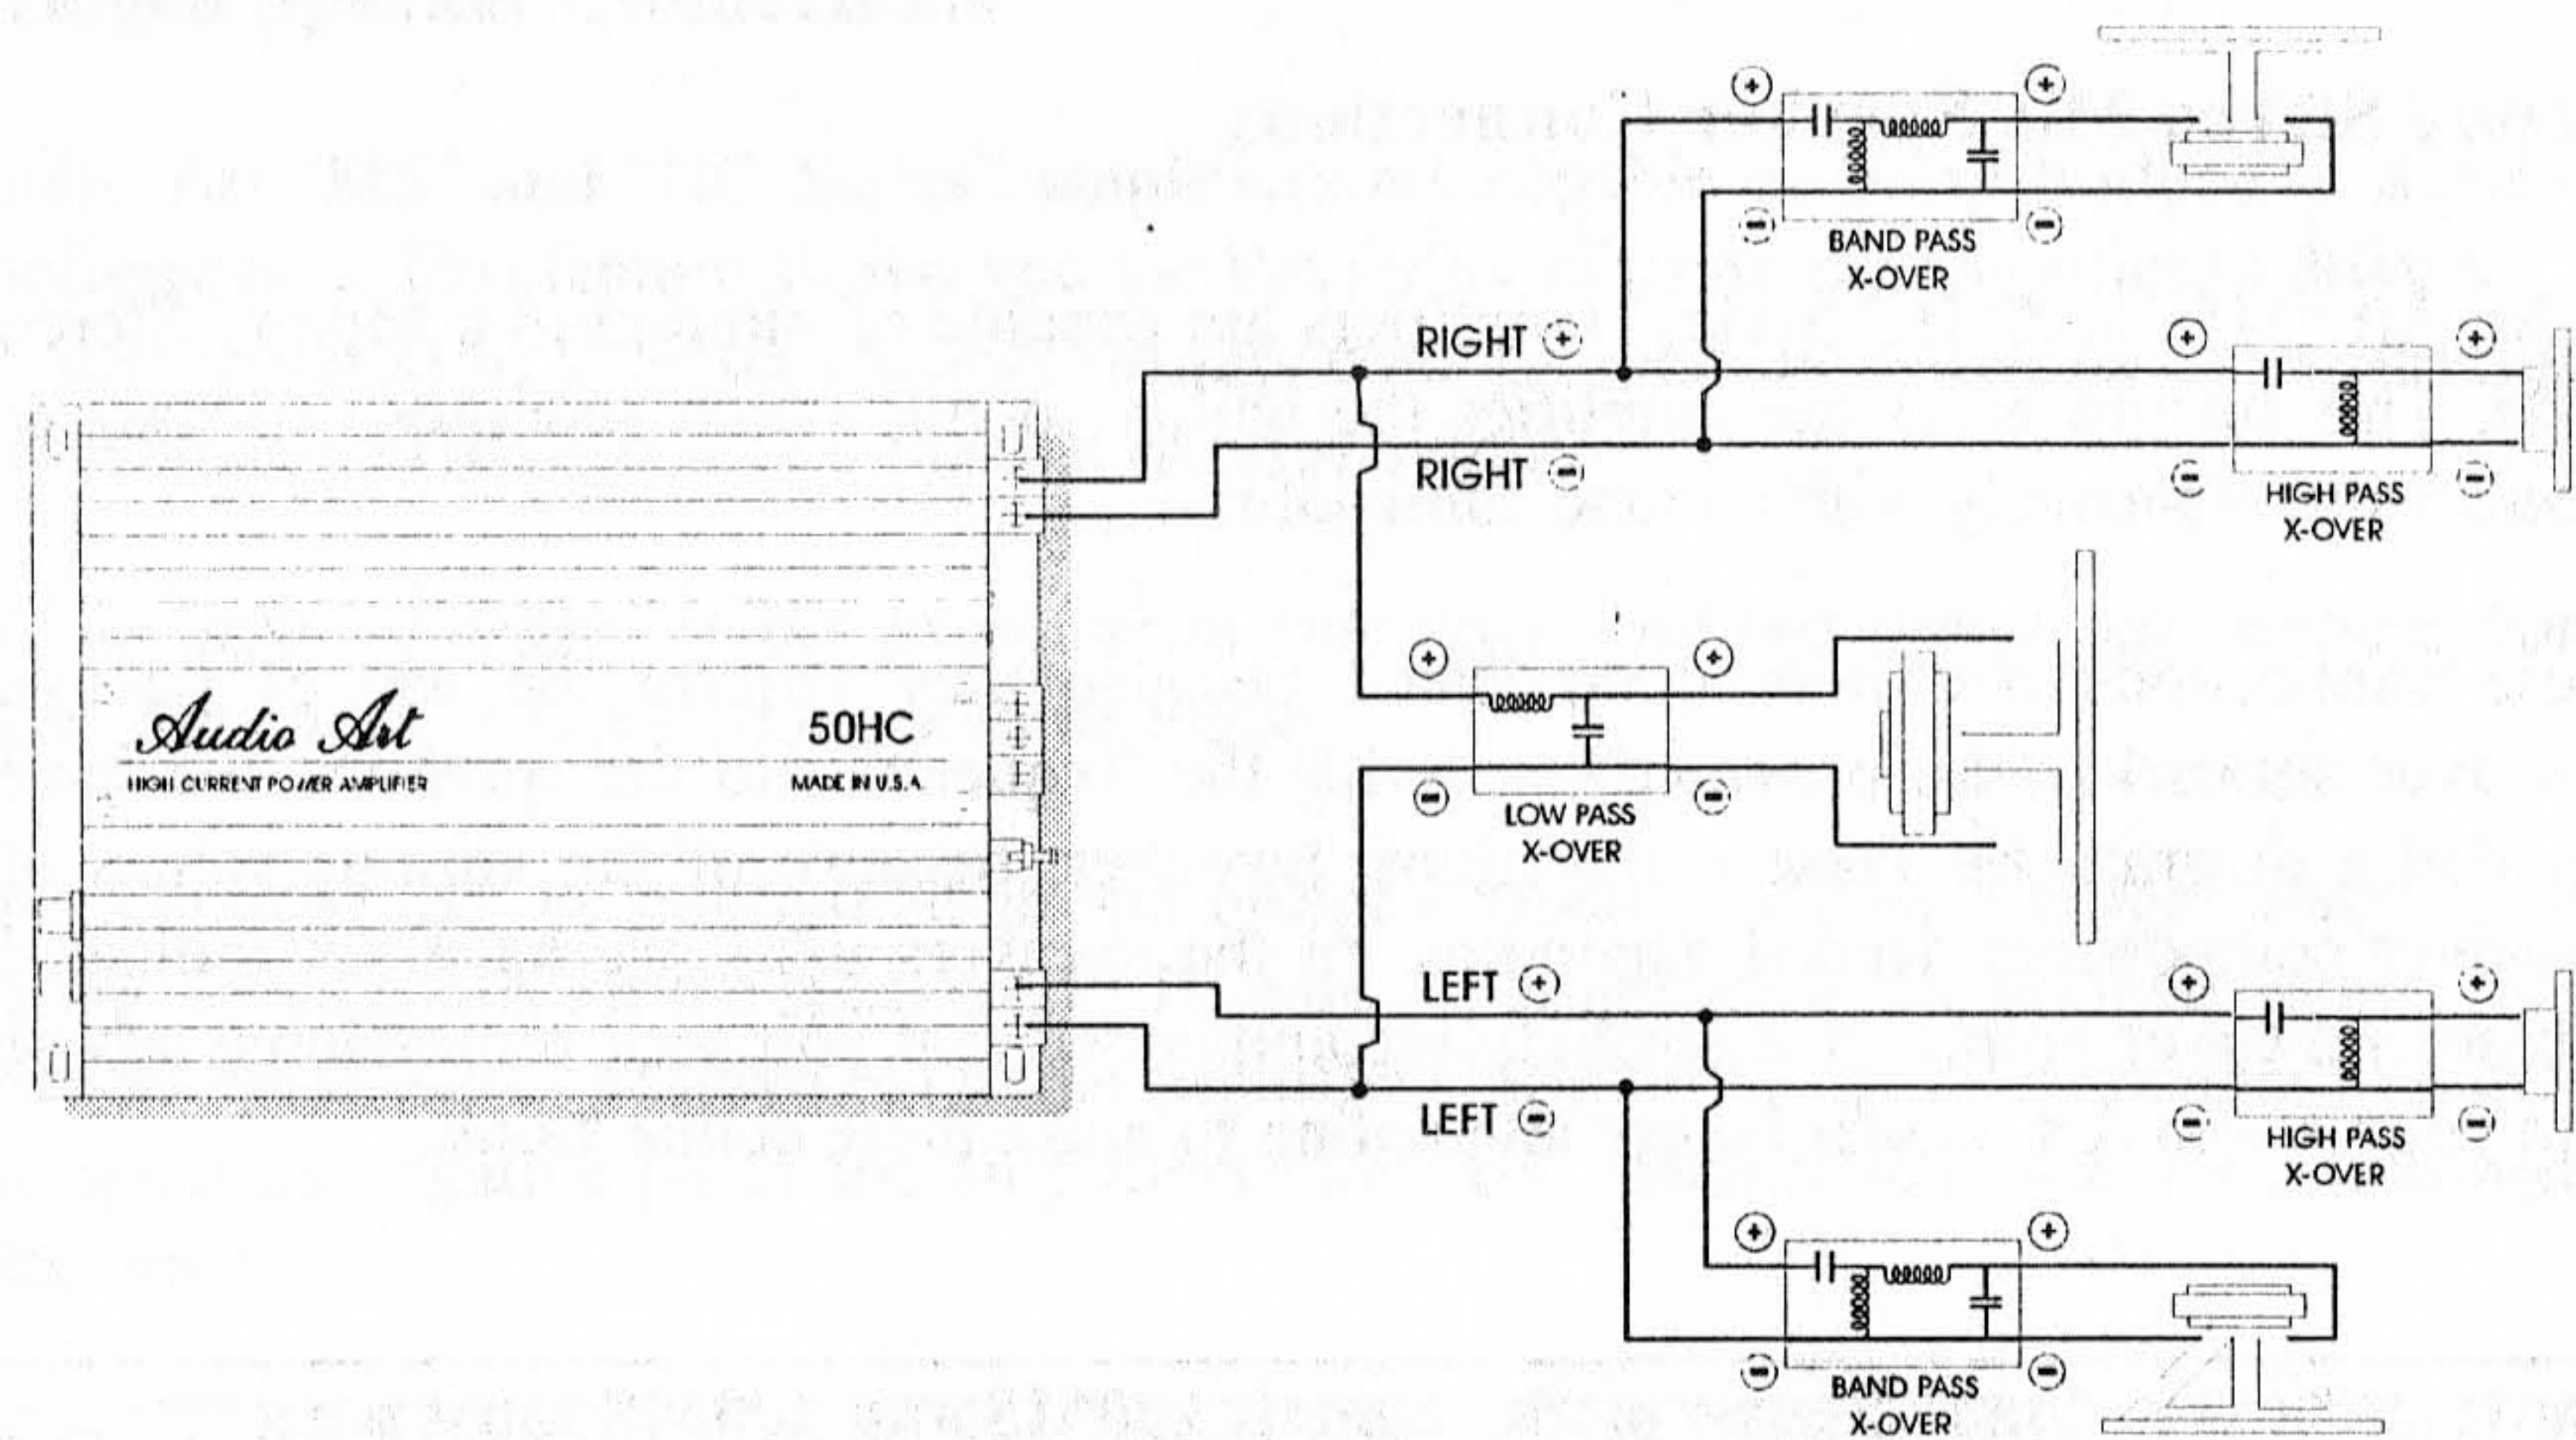 BAND PASS
X-OVER
RIGHT +
RIGHT -
HIGH PASS
X-OVER
Audio Art
50HC
HIGH CURRENT POWER AMPLIFIER
MADE IN U.S.A.
LOW PASS
X-OVER
LEFT +
LEFT -
HIGH PASS
X-OVER
BAND PASS
X-OVER